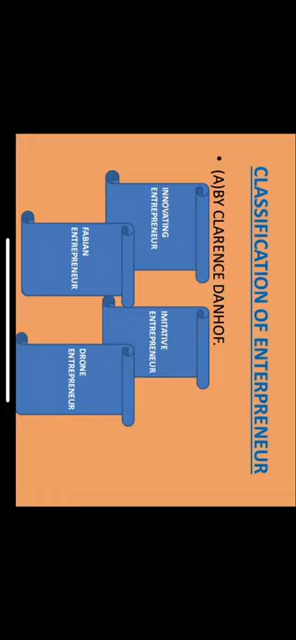 CLASSIFICATION OF ENTERPRENEUR
• (A)BY CLARENCE DANHOF.
INNOVATING
ENTREPRENEUR
IMITATIVE
ENTREPRENEUR
FABIAN
ENTREPRENEUR
DRONE
ENTREPRENEUR